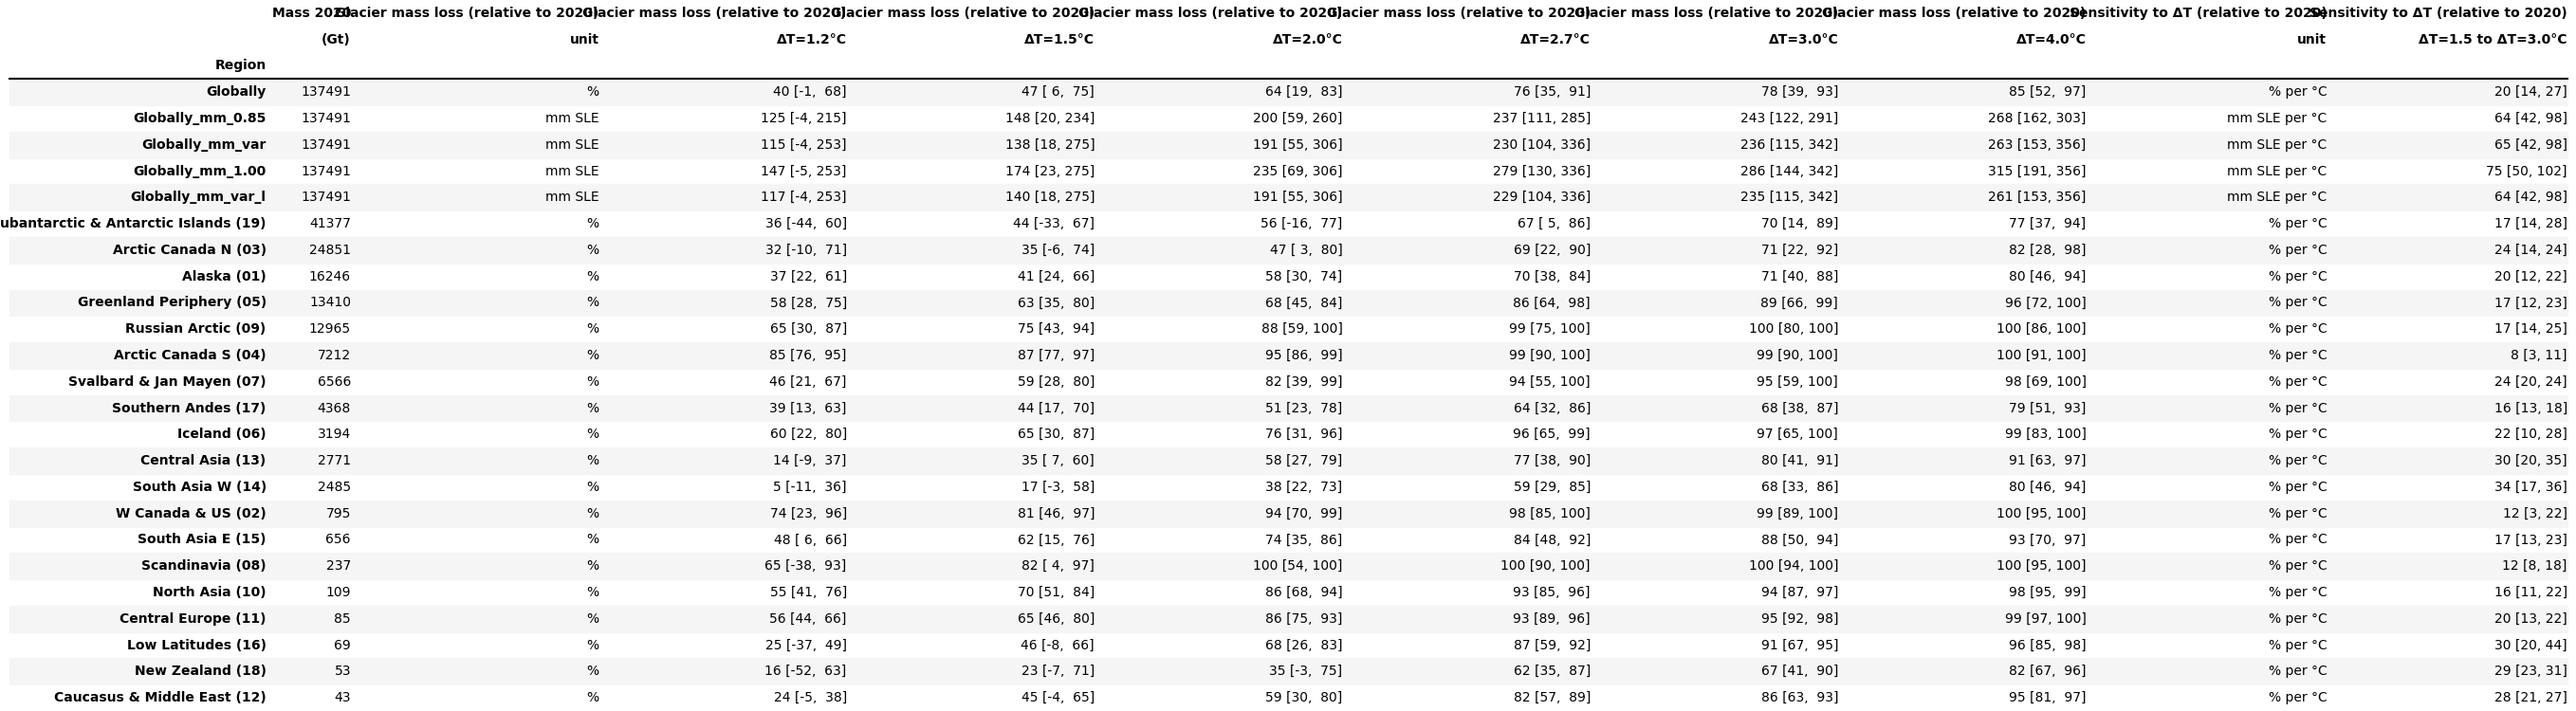 Mass 2020 Glacier mass loss (relative to 2020) Glacier mass loss (relative to 2020) Glacier mass loss (relative to 2020) Glacier mass loss (relative to 2020) Glacier mass loss (relative to 2020) Glacier mass loss (relative to 2020) Glacier mass loss (relative to 2020) Sensitivity to ΔT (relative to 2020) Sensitivity to ΔT (relative to 2020)
(Gt) unit ΔT=1.2°C ΔT=1.5°C ΔT=2.0°C ΔT=2.7°C ΔT=3.0°C ΔT=4.0°C unit ΔT=1.5 to ΔT=3.0°C
Region
Globally 137491 % 40 [-1, 68] 47 [ 6, 75] 64 [19, 83] 76 [35, 91] 78 [39, 93] 85 [52, 97] % per °C 20 [14, 27]
Globally_mm_0.85 137491 mm SLE 125 [-4, 215] 148 [20, 234] 200 [59, 260] 237 [111, 285] 243 [122, 291] 268 [162, 303] mm SLE per °C 64 [42, 98]
Globally_mm_var 137491 mm SLE 115 [-4, 253] 138 [18, 275] 191 [55, 306] 230 [104, 336] 236 [115, 342] 263 [153, 356] mm SLE per °C 65 [42, 98]
Globally_mm_1.00 137491 mm SLE 147 [-5, 253] 174 [23, 275] 235 [69, 306] 279 [130, 336] 286 [144, 342] 315 [191, 356] mm SLE per °C 75 [50, 102]
Globally_mm_var_l 137491 mm SLE 117 [-4, 253] 140 [18, 275] 191 [55, 306] 229 [104, 336] 235 [115, 342] 261 [153, 356] mm SLE per °C 64 [42, 98]
ubantarctic & Antarctic Islands (19) 41377 % 36 [-44, 60] 44 [-33, 67] 56 [-16, 77] 67 [ 5, 86] 70 [14, 89] 77 [37, 94] % per °C 17 [14, 28]
Arctic Canada N (03) 24851 % 32 [-10, 71] 35 [-6, 74] 47 [ 3, 80] 69 [22, 90] 71 [22, 92] 82 [28, 98] % per °C 24 [14, 24]
Alaska (01) 16246 % 37 [22, 61] 41 [24, 66] 58 [30, 74] 70 [38, 84] 71 [40, 88] 80 [46, 94] % per °C 20 [12, 22]
Greenland Periphery (05) 13410 % 58 [28, 75] 63 [35, 80] 68 [45, 84] 86 [64, 98] 89 [66, 99] 96 [72, 100] % per °C 17 [12, 23]
Russian Arctic (09) 12965 % 65 [30, 87] 75 [43, 94] 88 [59, 100] 99 [75, 100] 100 [80, 100] 100 [86, 100] % per °C 17 [14, 25]
Arctic Canada S (04) 7212 % 85 [76, 95] 87 [77, 97] 95 [86, 99] 99 [90, 100] 99 [90, 100] 100 [91, 100] % per °C 8 [3, 11]
Svalbard & Jan Mayen (07) 6566 % 46 [21, 67] 59 [28, 80] 82 [39, 99] 94 [55, 100] 95 [59, 100] 98 [69, 100] % per °C 24 [20, 24]
Southern Andes (17) 4368 % 39 [13, 63] 44 [17, 70] 51 [23, 78] 64 [32, 86] 68 [38, 87] 79 [51, 93] % per °C 16 [13, 18]
Iceland (06) 3194 % 60 [22, 80] 65 [30, 87] 76 [31, 96] 96 [65, 99] 97 [65, 100] 99 [83, 100] % per °C 22 [10, 28]
Central Asia (13) 2771 % 14 [-9, 37] 35 [ 7, 60] 58 [27, 79] 77 [38, 90] 80 [41, 91] 91 [63, 97] % per °C 30 [20, 35]
South Asia W (14) 2485 % 5 [-11, 36] 17 [-3, 58] 38 [22, 73] 59 [29, 85] 68 [33, 86] 80 [46, 94] % per °C 34 [17, 36]
W Canada & US (02) 795 % 74 [23, 96] 81 [46, 97] 94 [70, 99] 98 [85, 100] 99 [89, 100] 100 [95, 100] % per °C 12 [3, 22]
South Asia E (15) 656 % 48 [ 6, 66] 62 [15, 76] 74 [35, 86] 84 [48, 92] 88 [50, 94] 93 [70, 97] % per °C 17 [13, 23]
Scandinavia (08) 237 % 65 [-38, 93] 82 [ 4, 97] 100 [54, 100] 100 [90, 100] 100 [94, 100] 100 [95, 100] % per °C 12 [8, 18]
North Asia (10) 109 % 55 [41, 76] 70 [51, 84] 86 [68, 94] 93 [85, 96] 94 [87, 97] 98 [95, 99] % per °C 16 [11, 22]
Central Europe (11) 85 % 56 [44, 66] 65 [46, 80] 86 [75, 93] 93 [89, 96] 95 [92, 98] 99 [97, 100] % per °C 20 [13, 22]
Low Latitudes (16) 69 % 25 [-37, 49] 46 [-8, 66] 68 [26, 83] 87 [59, 92] 91 [67, 95] 96 [85, 98] % per °C 30 [20, 44]
New Zealand (18) 53 % 16 [-52, 63] 23 [-7, 71] 35 [-3, 75] 62 [35, 87] 67 [41, 90] 82 [67, 96] % per °C 29 [23, 31]
Caucasus & Middle East (12) 43 % 24 [-5, 38] 45 [-4, 65] 59 [30, 80] 82 [57, 89] 86 [63, 93] 95 [81, 97] % per °C 28 [21, 27]